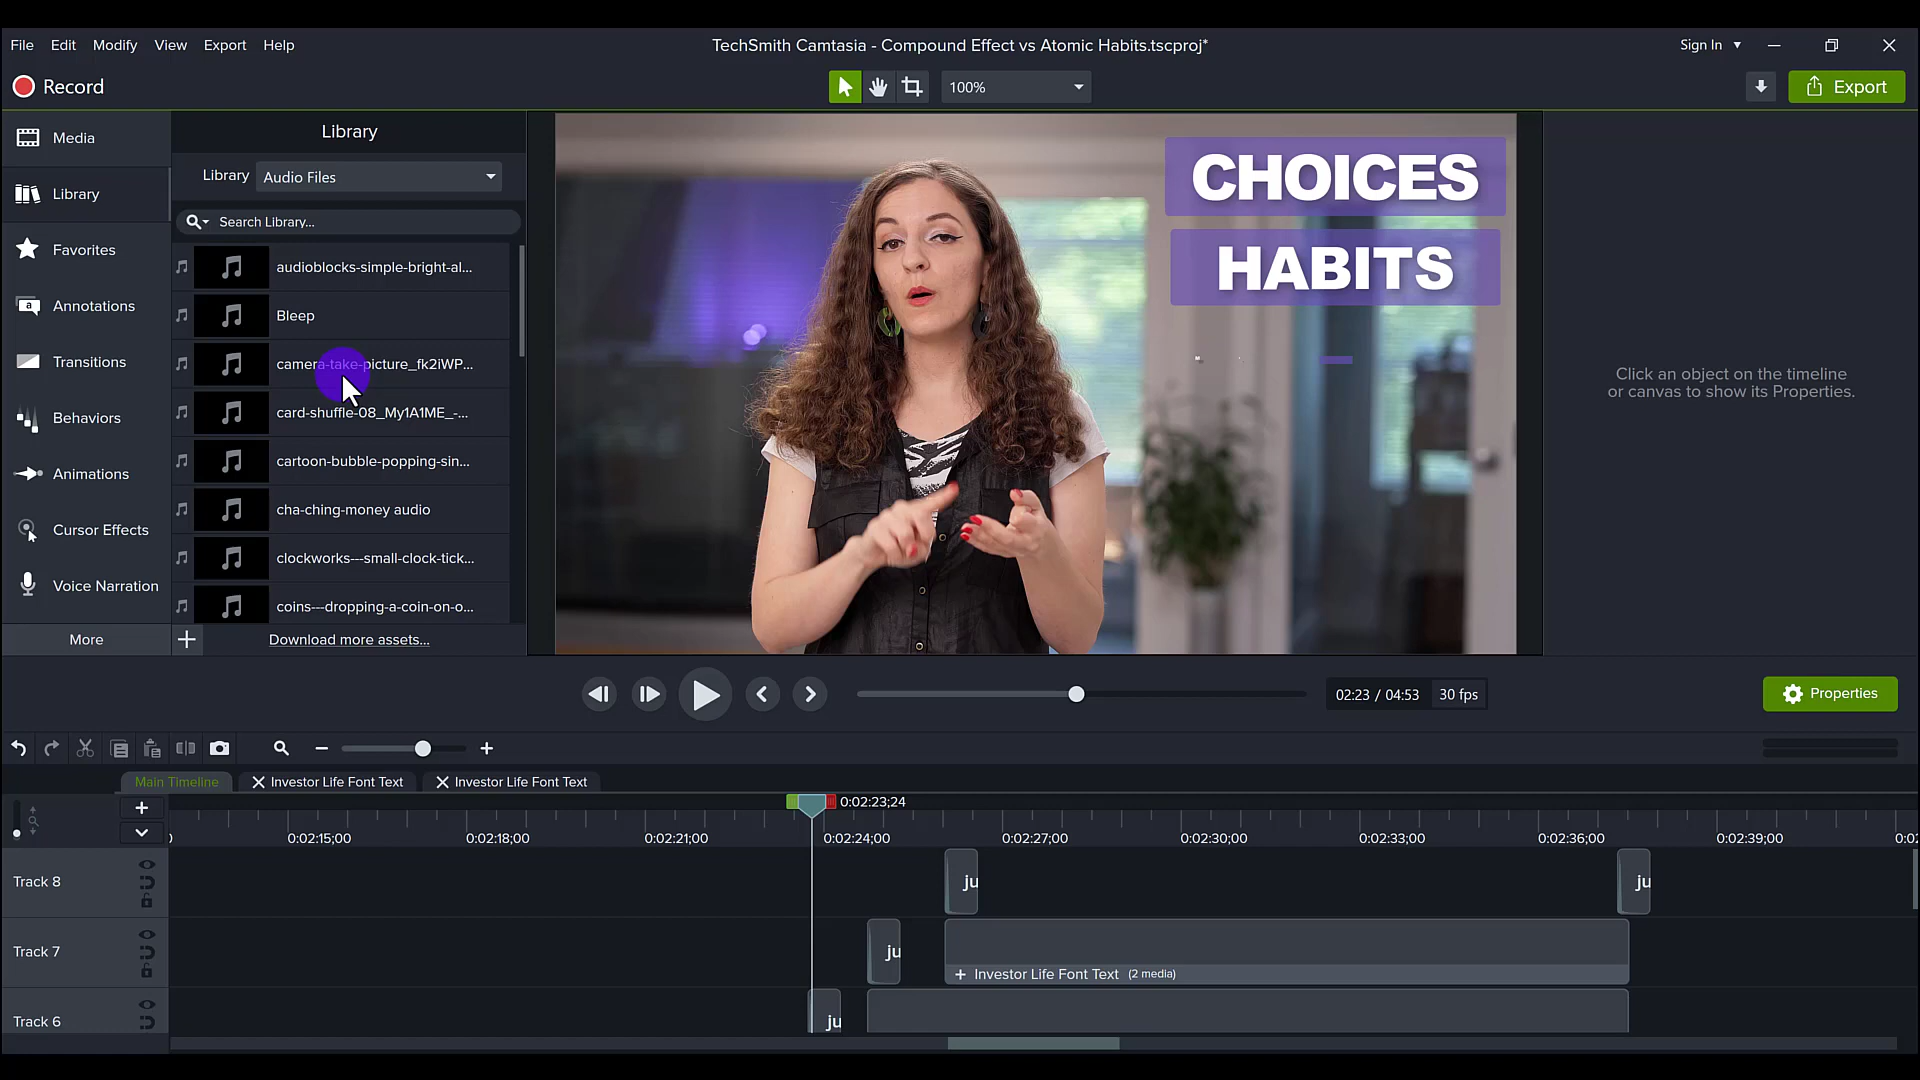 File Edit Modify View Export Help
TechSmith Camtasia - Compound Effect vs Atomic Habits.tscproj*
Sign In
Record
100%
Export
Media
Library
Favorites
Annotations
Transitions
Behaviors
Animations
Cursor Effects
Voice Narration
More
Library
Library Audio Files
Search Library...
audioblocks-simple-bright-al...
Bleep
camera-take-picture_fk2iWP...
card-shuffle-08_My1A1ME_-...
cartoon-bubble-popping-sin...
cha-ching-money audio
clockworks---small-clock-tick...
coins---dropping-a-coin-on-o...
Download more assets...
CHOICES
HABITS
Click an object on the timeline
or canvas to show its Properties.
02:23 / 04:53 30 fps
Properties
Main Timeline Investor Life Font Text Investor Life Font Text
0:02:23;24
0:02:15;00 0:02:18;00 0:02:21;00 0:02:24;00 0:02:27;00 0:02:30;00 0:02:33;00 0:02:36;00 0:02:39;00 0:02
Track 8 ju ju
Track 7 ju
+ Investor Life Font Text (2 media)
Track 6 ju